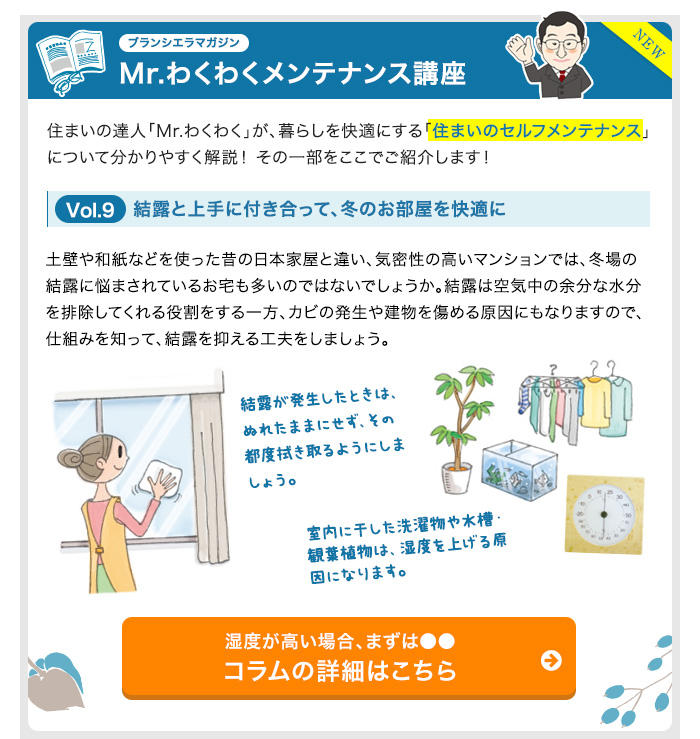 ブランシエラマガジン
Mr.わくわくメンテナンス講座
NEW
住まいの達人「Mr.わくわく」が、暮らしを快適にする「住まいのセルフメンテナンス」
について分かりやすく解説！ その一部をここでご紹介します！
Vol.9 結露と上手に付き合って、冬のお部屋を快適に
土壁や和紙などを使った昔の日本家屋と違い、気密性の高いマンションでは、冬場の
結露に悩まされているお宅も多いのではないでしょうか。結露は空気中の余分な水分
を排除してくれる役割をする一方、カビの発生や建物を傷める原因にもなりますので、
仕組みを知って、結露を抑える工夫をしましょう。
結露が発生したときは、
ぬれたままにせず、その
都度拭き取るようにしま
しょう。
室内に干した洗濯物や水槽・
観葉植物は、湿度を上げる原
因になります。
湿度が高い場合、まずは●●
コラムの詳細はこちら